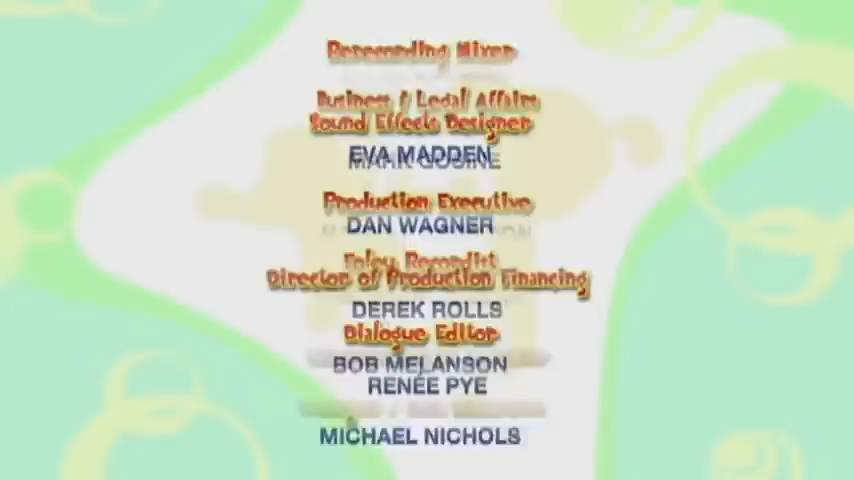 Rerecording Mixer
Business / Legal Affairs
Sound Effects Designer
EVA MADDEN
Production Executive
DAN WAGNER
Foley Recordist
Director of Production Financing
DEREK ROLLS
Dialogue Editor
BOB MELANSON
RENÉE PYE
MICHAEL NICHOLS